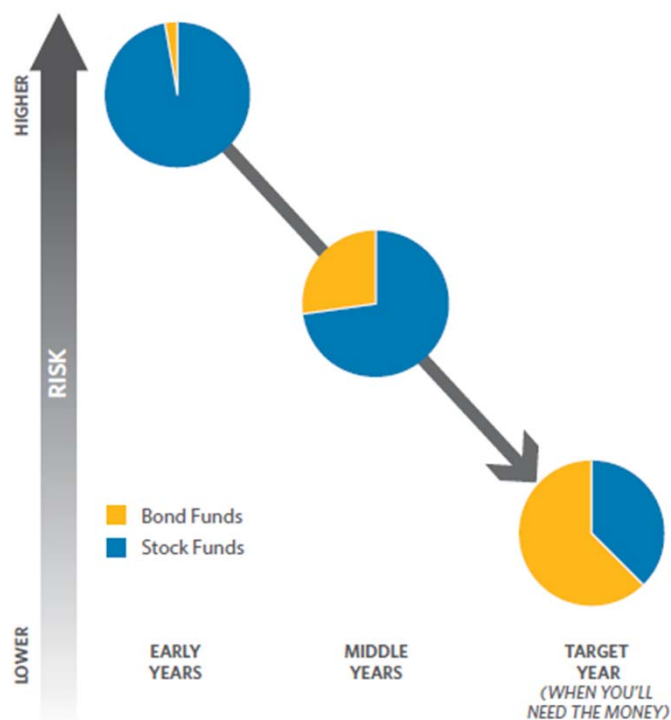 HIGHER
RISK
LOWER
Bond Funds
Stock Funds
EARLY
YEARS
MIDDLE
YEARS
TARGET
YEAR
(WHEN YOU'LL
NEED THE MONEY)